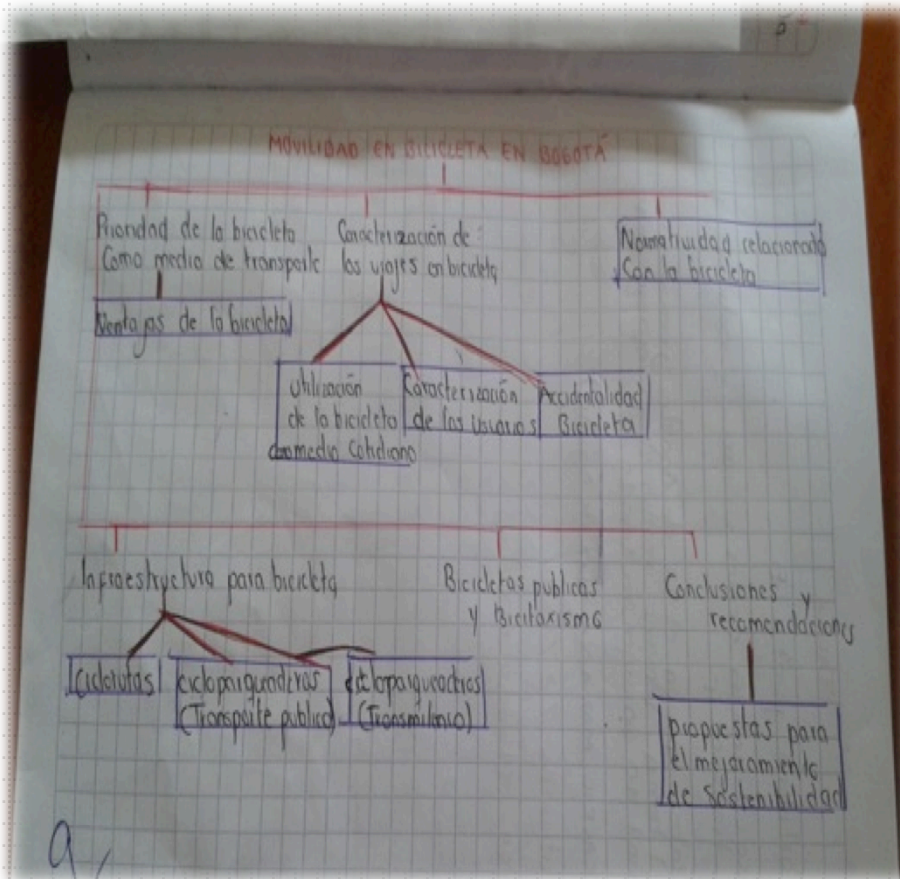 MOVILIDAD EN BICICLETA EN BOGOTÁ
Prioridad de la bicicleta
Como medio de transporte
Ventajas de la bicicleta
Caracterización de
los viajes en bicicleta
Normatividad relacionada
Con la bicicleta
Utilización
de la bicicleta
como medio cotidiano
Caracterización
de los usuarios
Accidentalidad
Bicicleta
Infraestructura para bicicleta
Ciclorutas
cicloparqueaderos
(Transporte publico)
cicloparqueaderos
(Transmilenio)
Bicicletas publicas
y Bicitaxismo
Conclusiones y
recomendaciones
propuestas para
el mejoramiento
de sostenibilidad